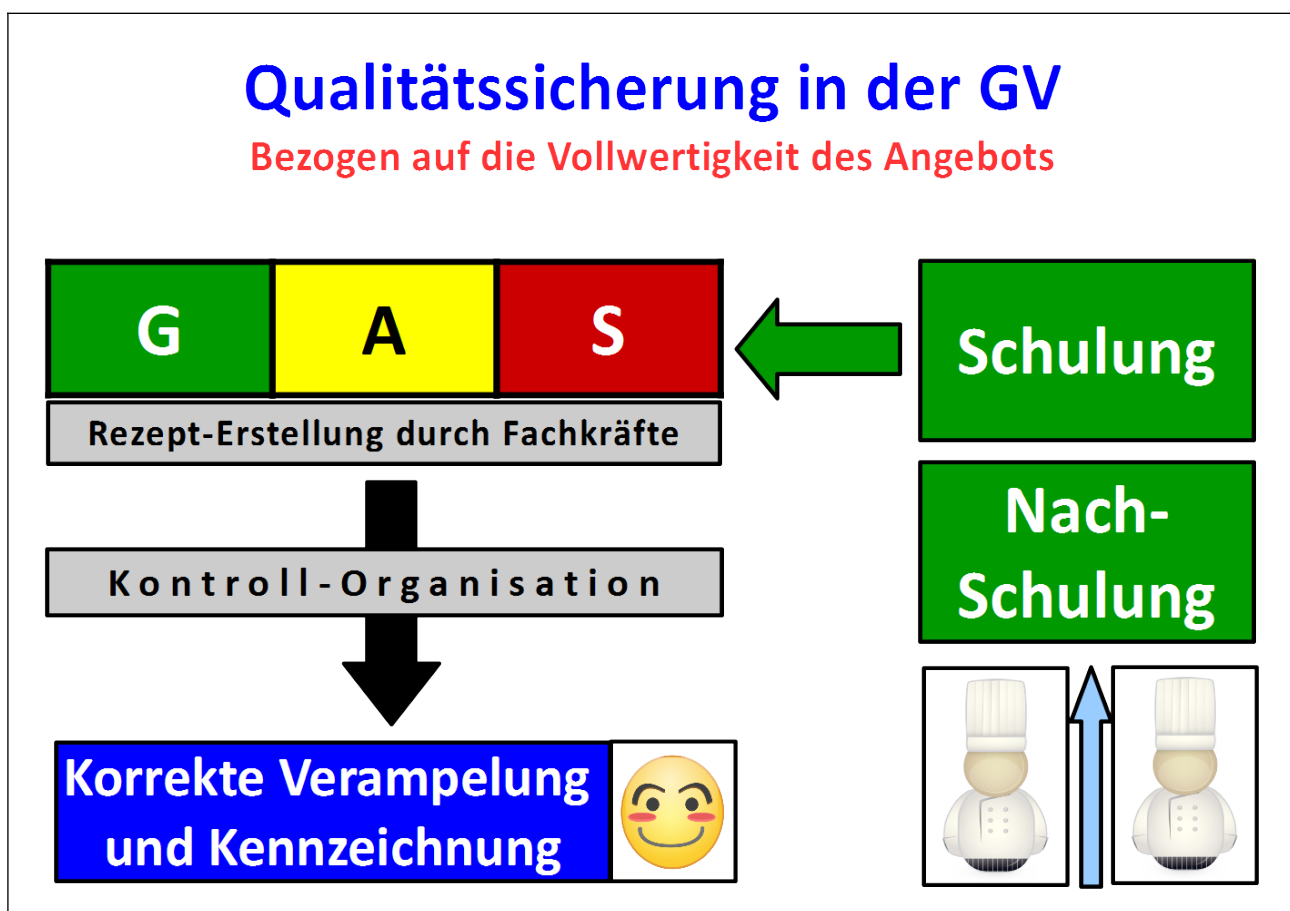 Qualitätssicherung in der GV
Bezogen auf die Vollwertigkeit des Angebots
G A S
Rezept-Erstellung durch Fachkräfte
Kontroll-Organisation
Korrekte Verampelung
und Kennzeichnung
Schulung
Nach-
Schulung